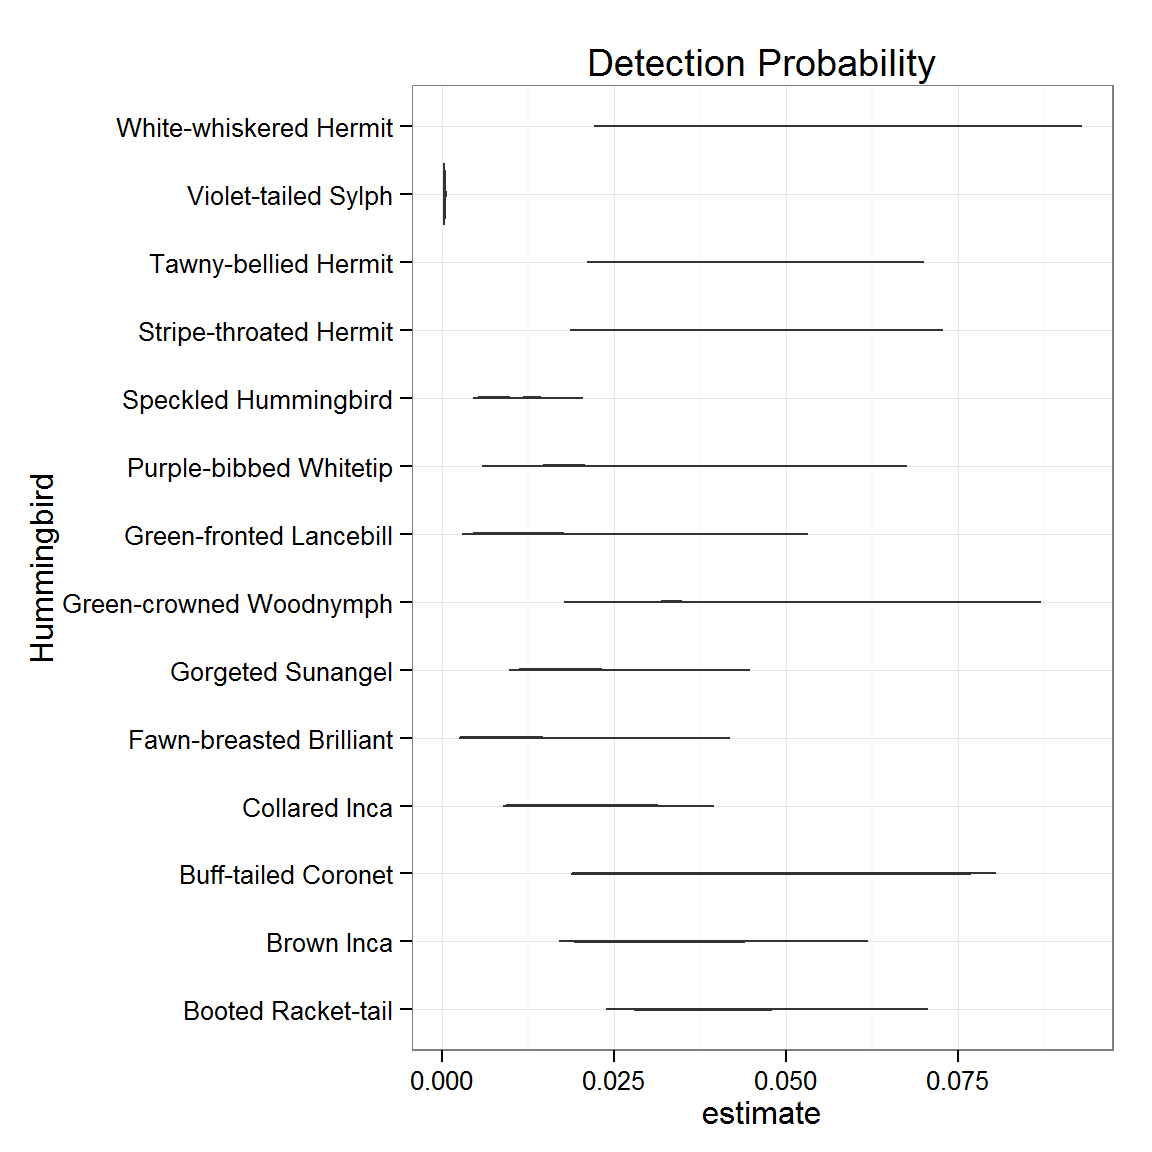 Detection Probability
White-whiskered Hermit
Violet-tailed Sylph
Tawny-bellied Hermit
Stripe-throated Hermit
Speckled Hummingbird
Purple-bibbed Whitetip
Green-fronted Lancebill
Green-crowned Woodnymph
Gorgeted Sunangel
Fawn-breasted Brilliant
Collared Inca
Buff-tailed Coronet
Brown Inca
Booted Racket-tail
Hummingbird
0.000 0.025 0.050 0.075
estimate